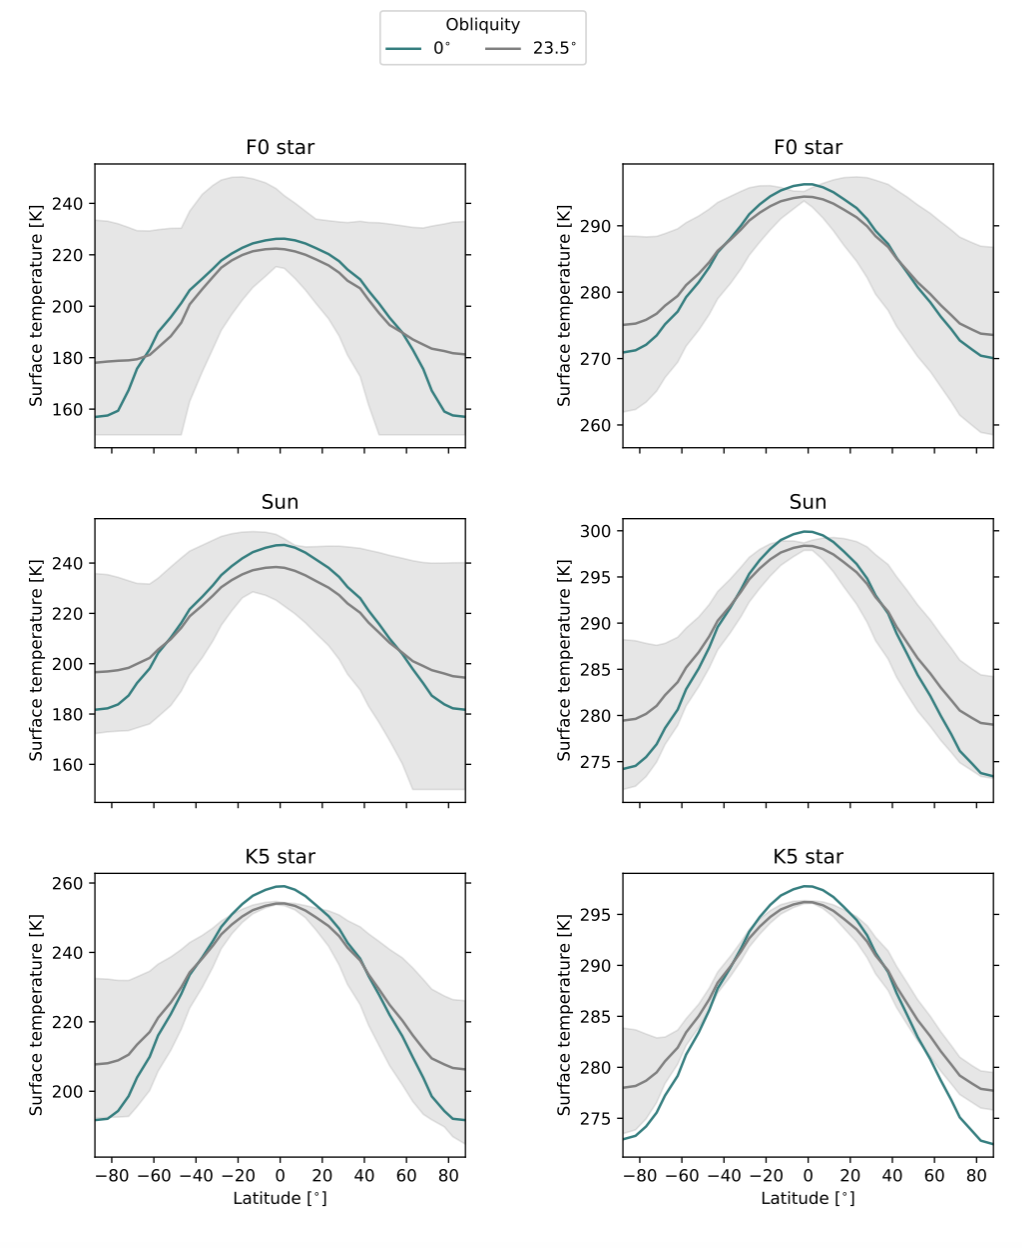 Obliquity
0° 23.5°
F0 star
F0 star
Surface temperature [K]
240
220
200
180
160
Surface temperature [K]
290
280
270
260
Sun
Sun
Surface temperature [K]
240
220
200
180
160
Surface temperature [K]
300
295
290
285
280
275
K5 star
K5 star
Surface temperature [K]
260
240
220
200
Surface temperature [K]
295
290
285
280
275
−80 −60 −40 −20 0 20 40 60 80
−80 −60 −40 −20 0 20 40 60 80
Latitude [°]
Latitude [°]